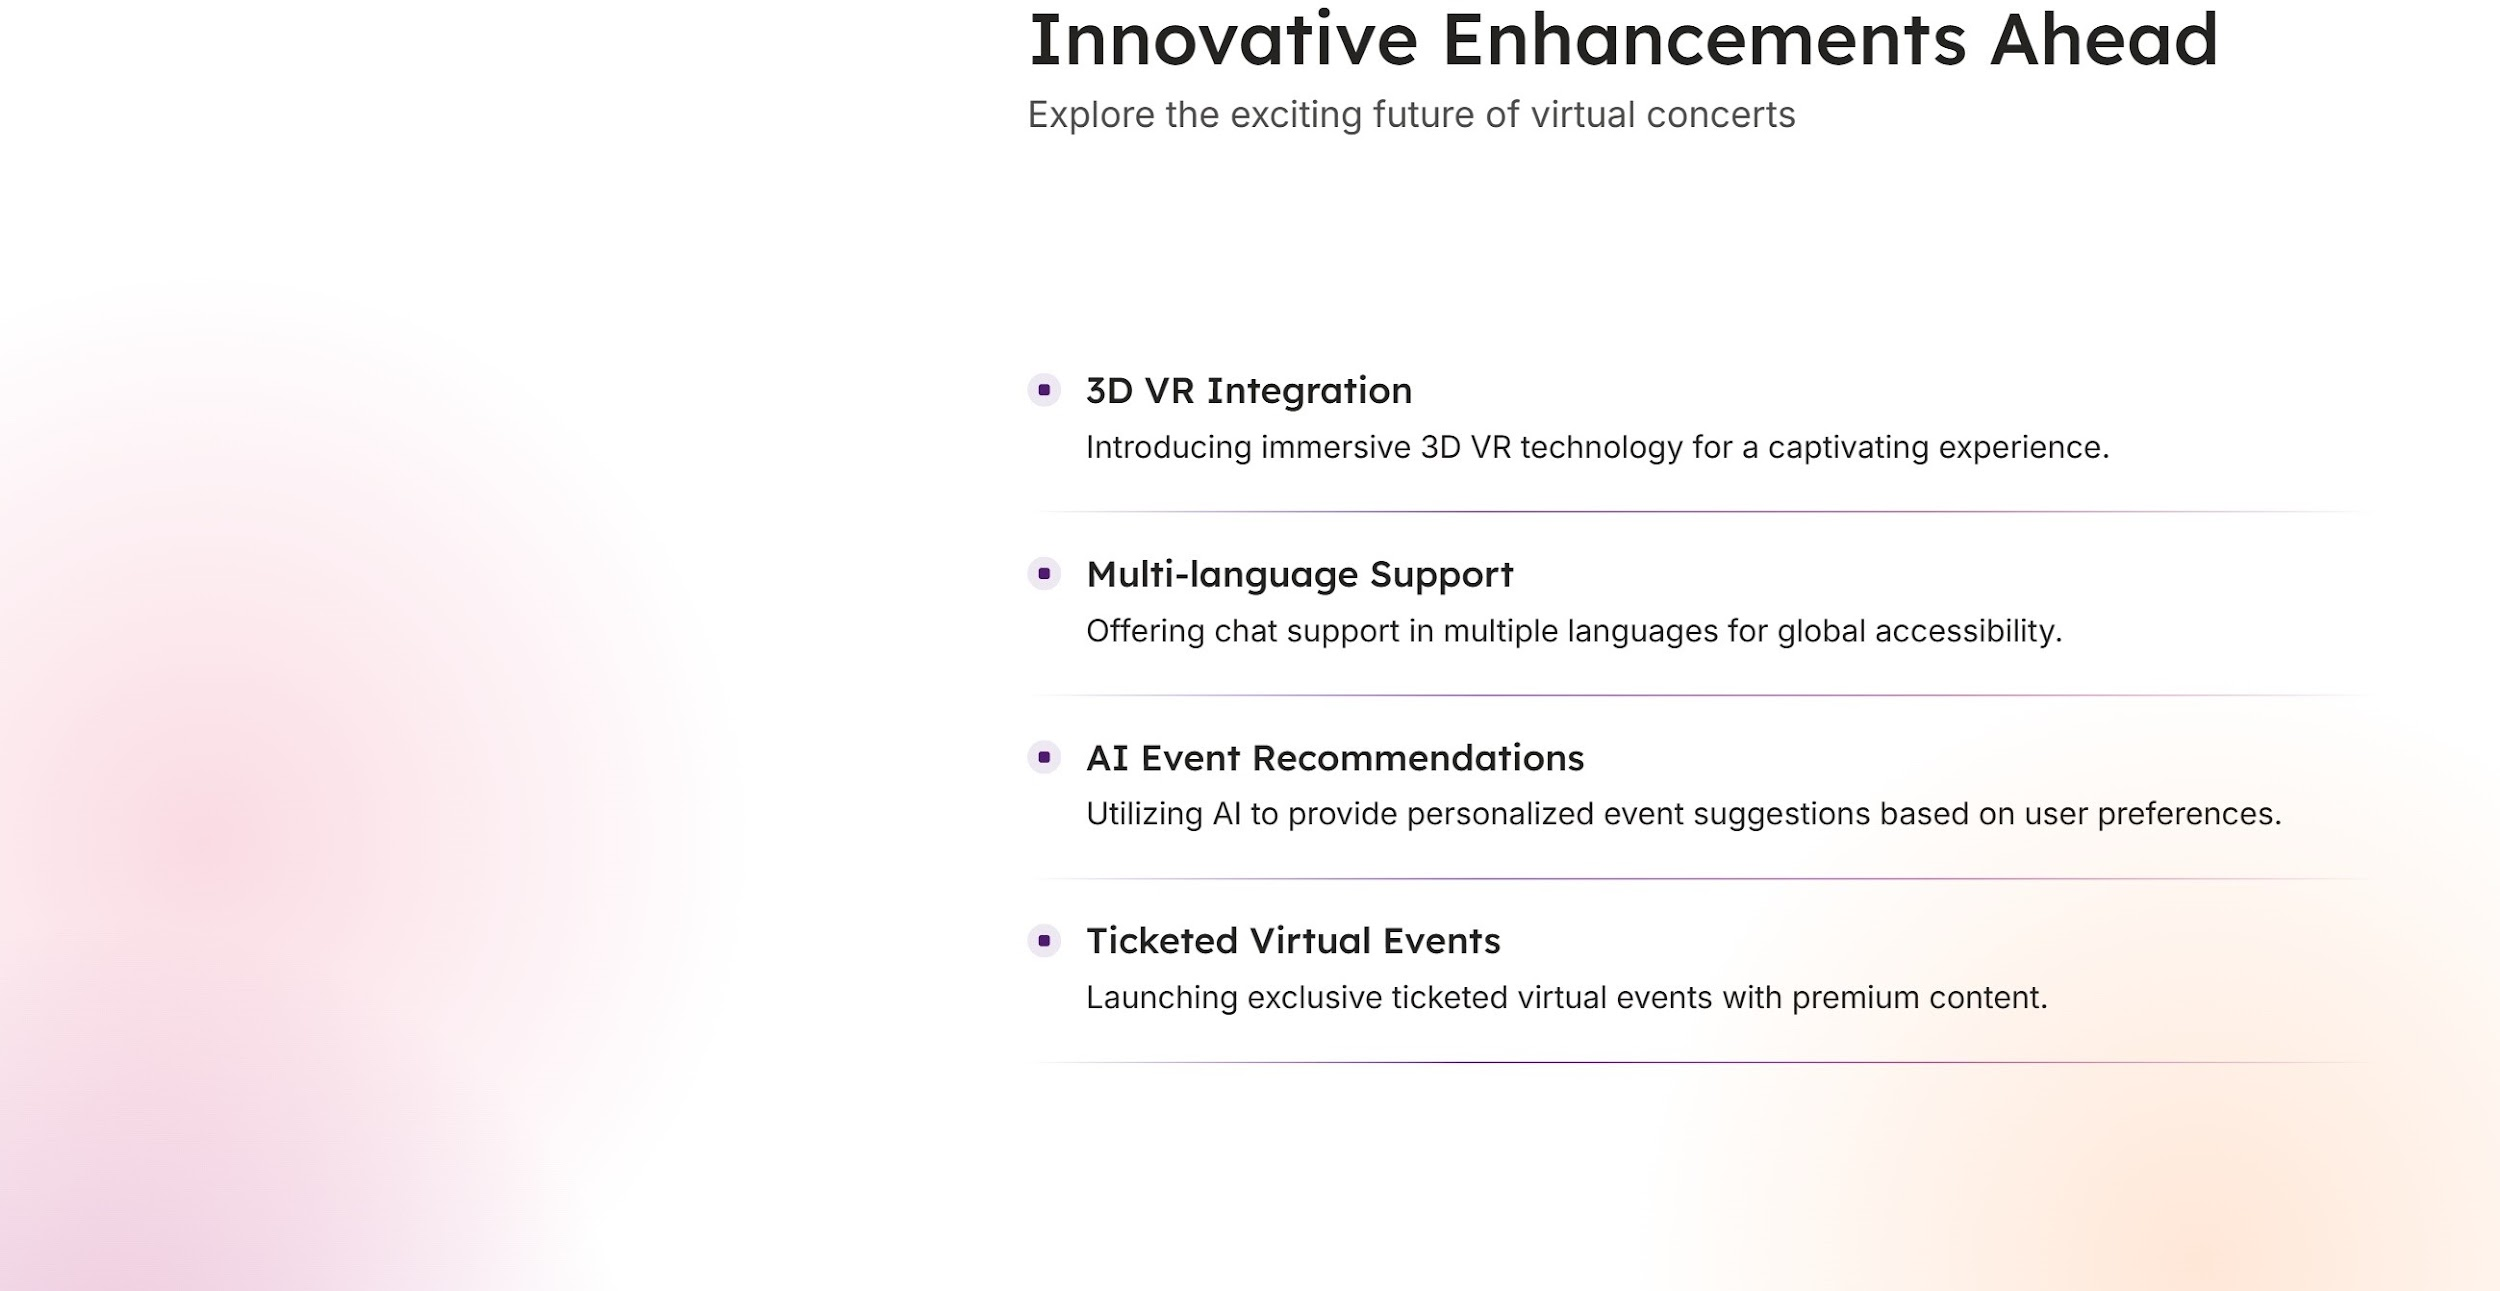 Innovative Enhancements Ahead
Explore the exciting future of virtual concerts
3D VR Integration
Introducing immersive 3D VR technology for a captivating experience.
Multi-language Support
Offering chat support in multiple languages for global accessibility.
AI Event Recommendations
Utilizing AI to provide personalized event suggestions based on user preferences.
Ticketed Virtual Events
Launching exclusive ticketed virtual events with premium content.